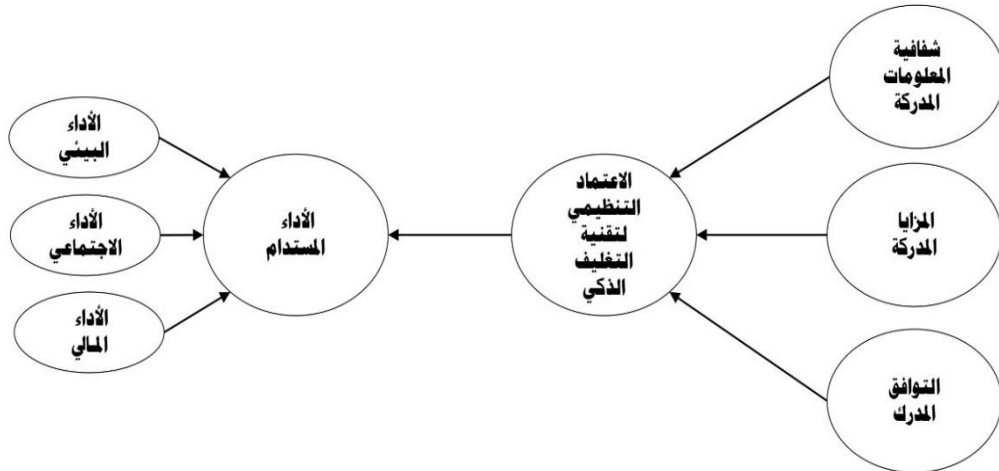 شفافية
المعلومات
المدركة
المزايا
المدركة
التوافق
المدرك
الاعتماد
التنظيمي
لتقنية
التغليف
الذكي
الأداء
المستدام
الأداء
البيئي
الأداء
الاجتماعي
الأداء
المالي